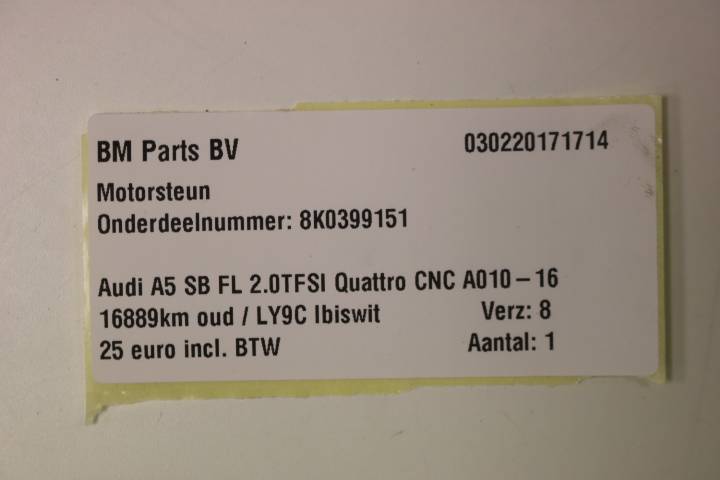 BM Parts BV 030220171714
Motorsteun
Onderdeelnummer: 8K0399151
Audi A5 SB FL 2.0TFSI Quattro CNC A010-16
16889km oud / LY9C Ibiswit Verz: 8
25 euro incl. BTW Aantal: 1